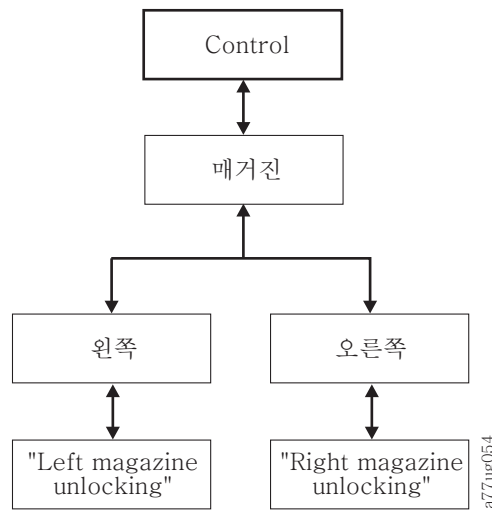 Control
매거진
왼쪽
오른쪽
"Left magazine
unlocking"
"Right magazine
unlocking"
a77ug054